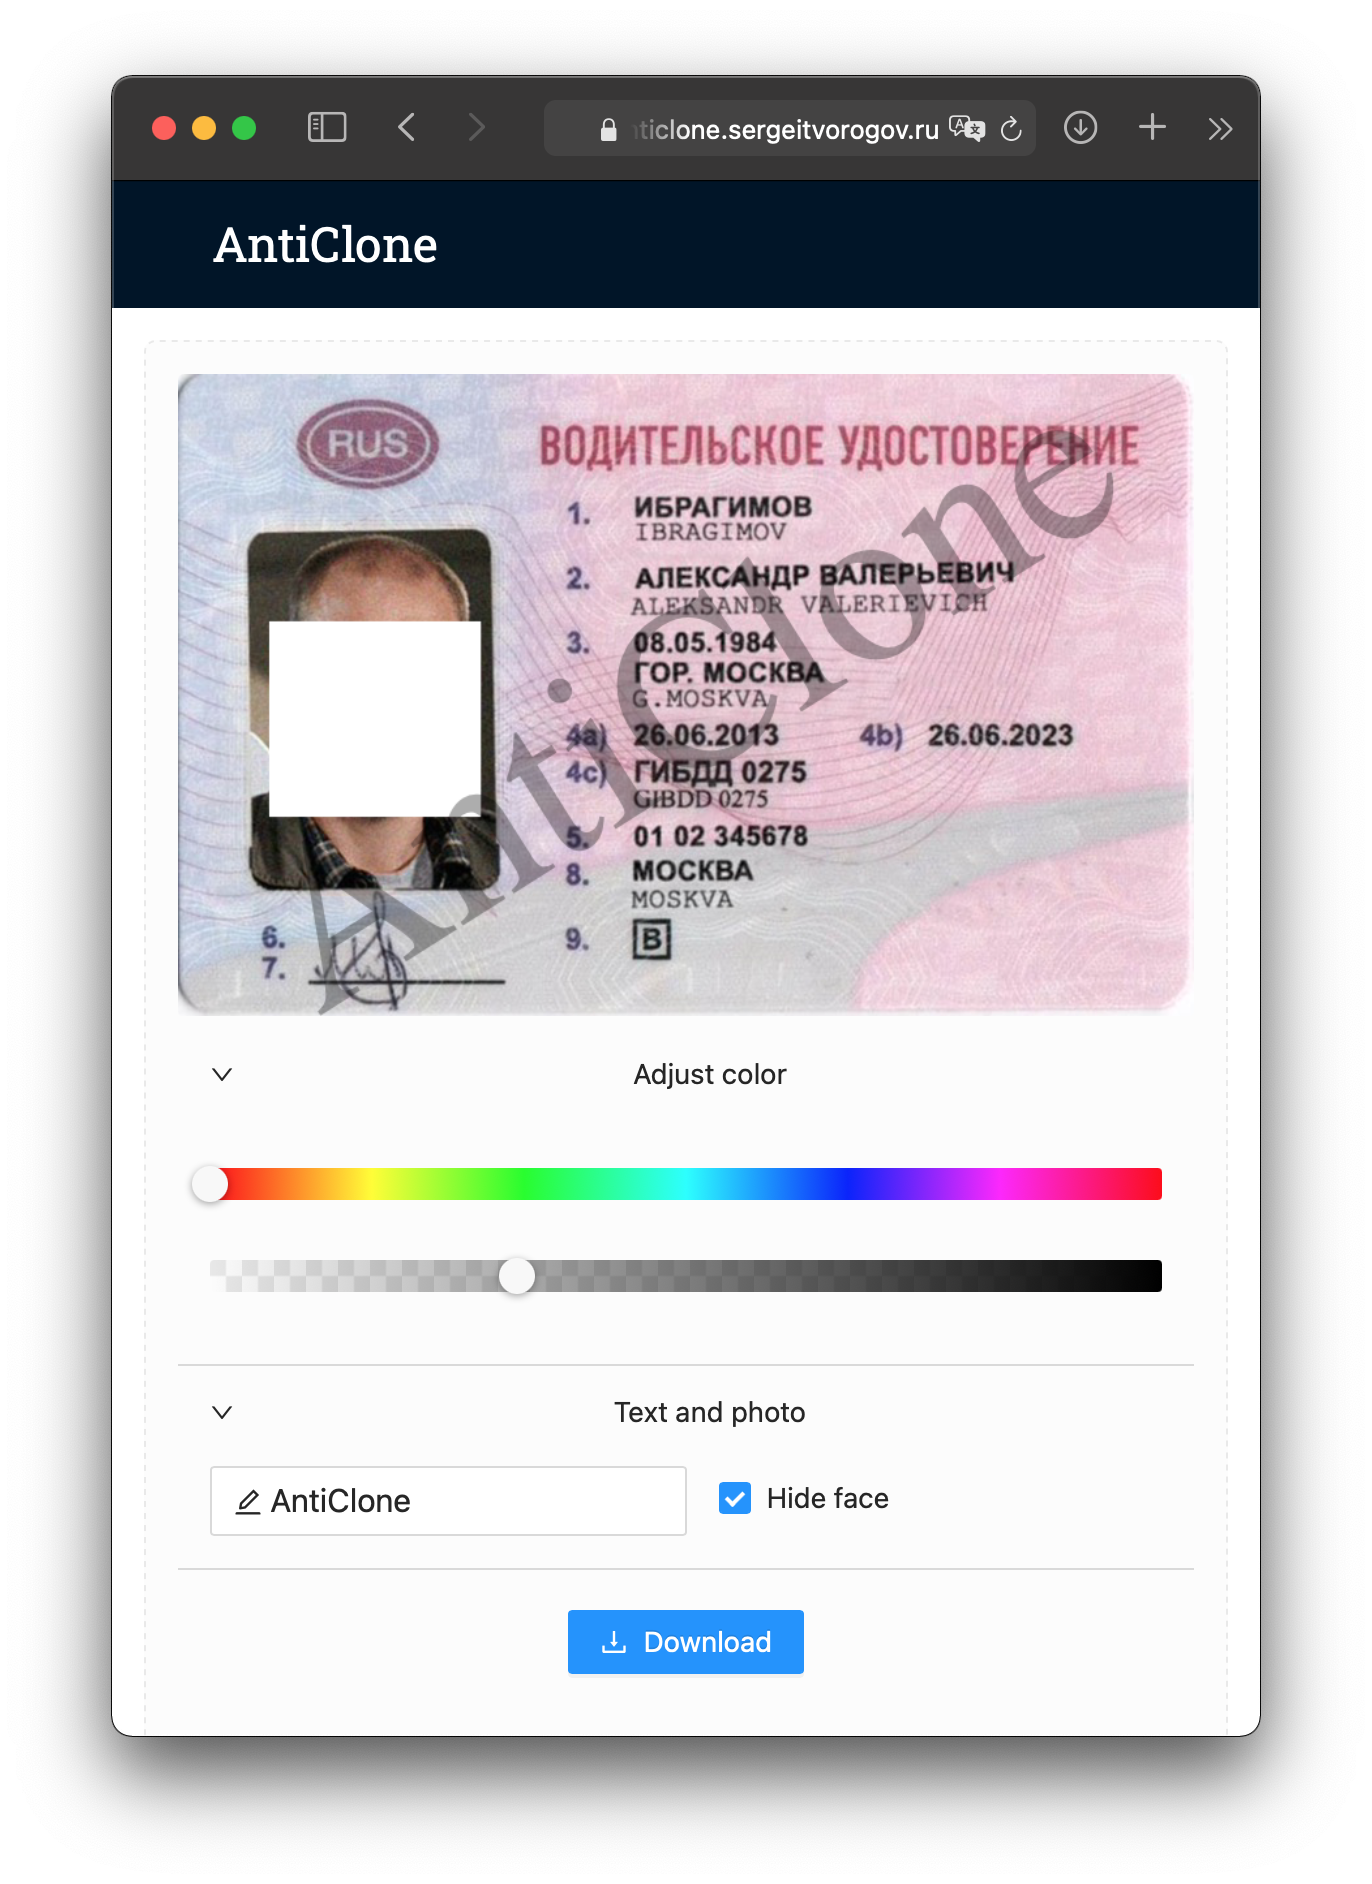 ticlone.sergeitvorogov.ru
AntiClone
RUS
ВОДИТЕЛЬСКОЕ УДОСТОВЕРЕНИЕ
1. ИБРАГИМОВ
IBRAGIMOV
2. АЛЕКСАНДР ВАЛЕРЬЕВИЧ
ALEKSANDR VALERIEVICH
3. 08.05.1984
ГОР. МОСКВА
G.MOSKVA
4a) 26.06.2013 4b) 26.06.2023
4c) ГИБДД 0275
GIBDD 0275
5. 01 02 345678
8. МОСКВА
MOSKVA
6.
7.
9. B
AntiClone
Adjust color
Text and photo
AntiClone
Hide face
Download